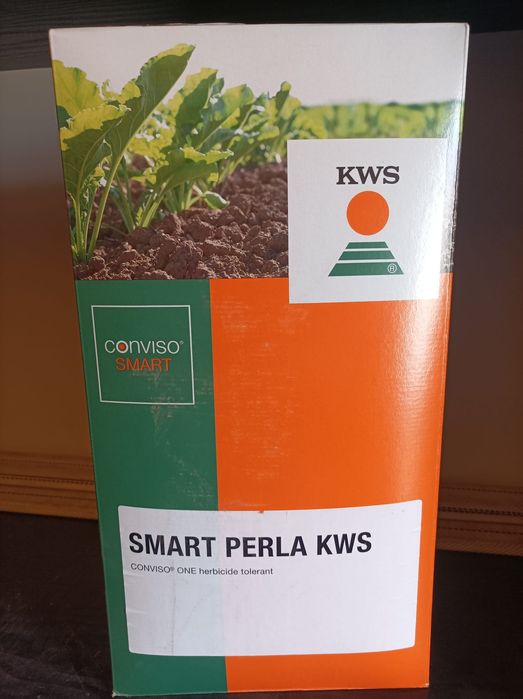 KWS
®
CONVISO®
SMART
SMART PERLA KWS
CONVISO® ONE herbicide tolerant